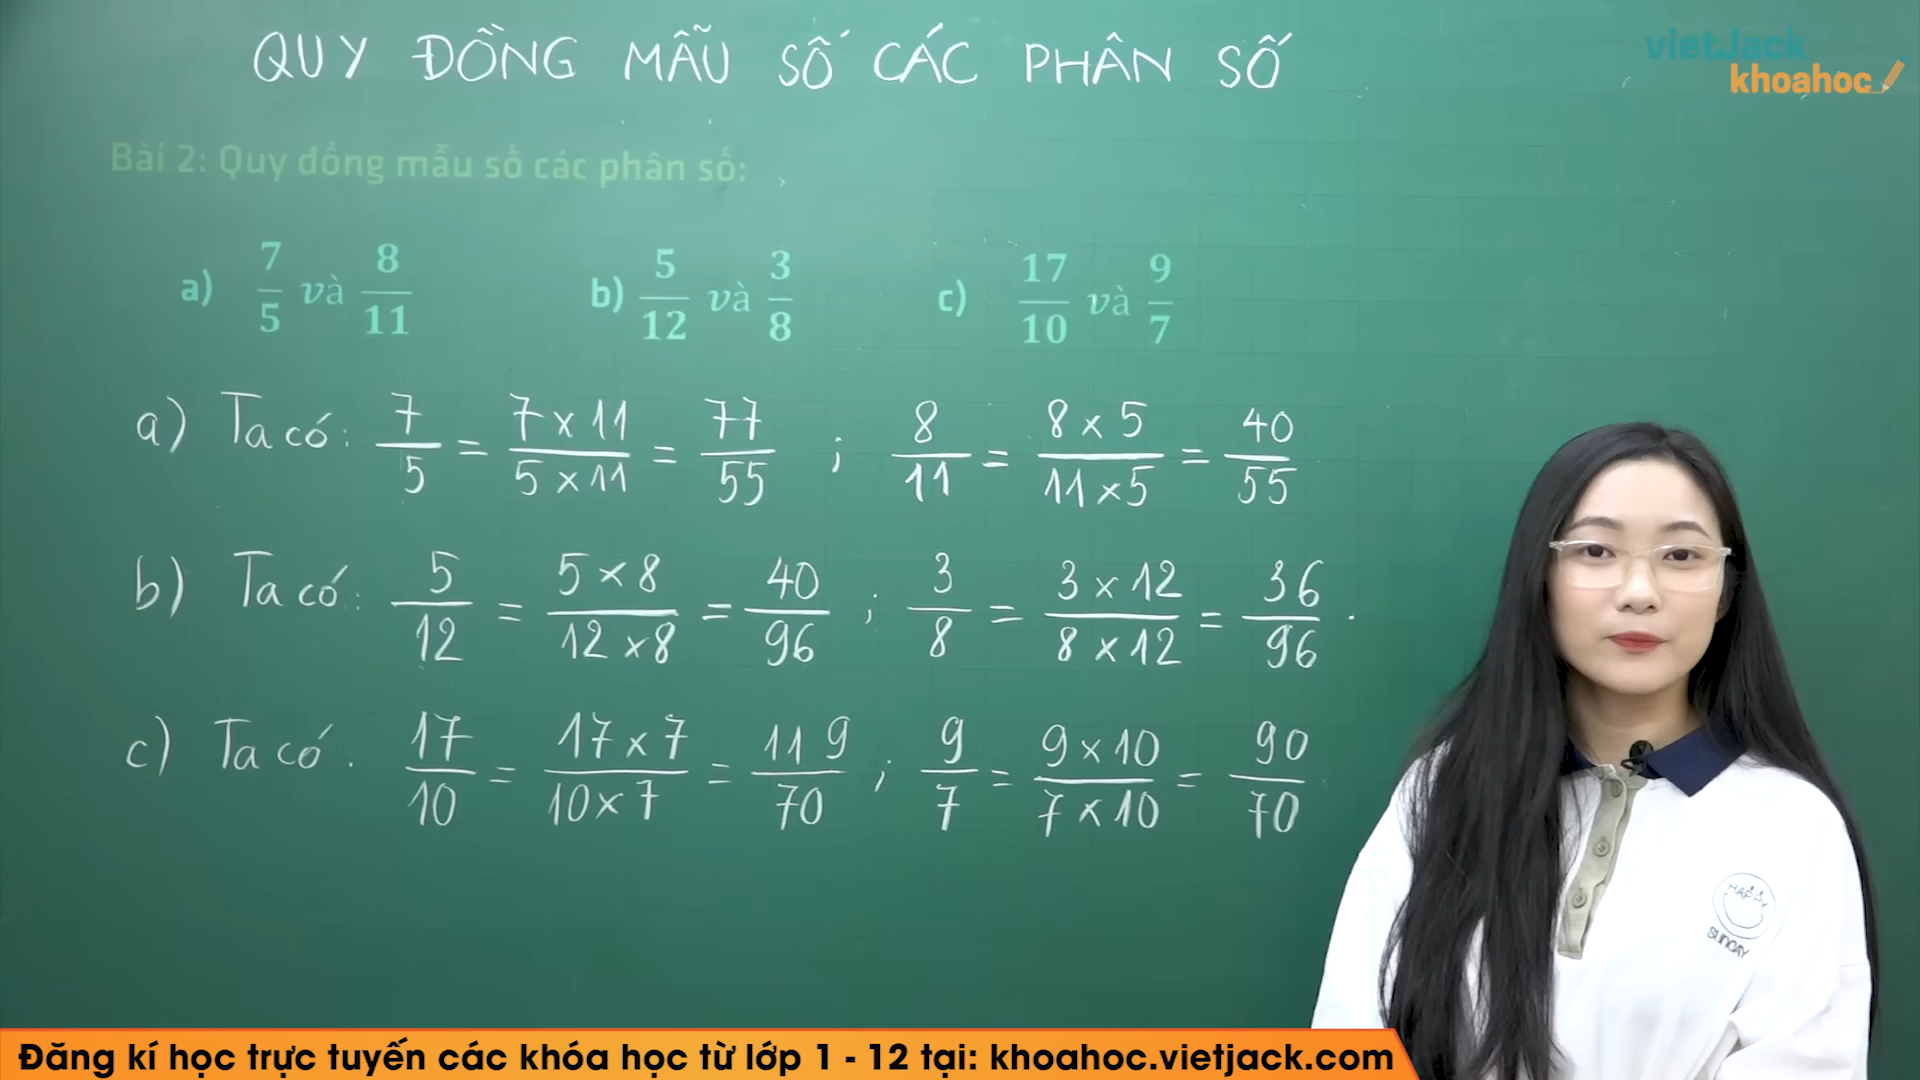 QUY ĐỒNG MẪU SỐ CÁC PHÂN SỐ
vietJack
khoahoc
Bài 2: Quy đồng mẫu số các phân số:
a) 7/5 và 8/11 b) 5/12 và 3/8 c) 17/10 và 9/7
a) Ta có: 7/5 = 7 x 11/5 x 11 = 77/55 ; 8/11 = 8 x 5/11 x 5 = 40/55
b) Ta có: 5/12 = 5 x 8/12 x 8 = 40/96 ; 3/8 = 3 x 12/8 x 12 = 36/96 .
c) Ta có: 17/10 = 17 x 7/10 x 7 = 119/70 ; 9/7 = 9 x 10/7 x 10 = 90/70
HAPPY
SUNDAY
Đăng kí học trực tuyến các khóa học từ lớp 1 - 12 tại: khoahoc.vietjack.com